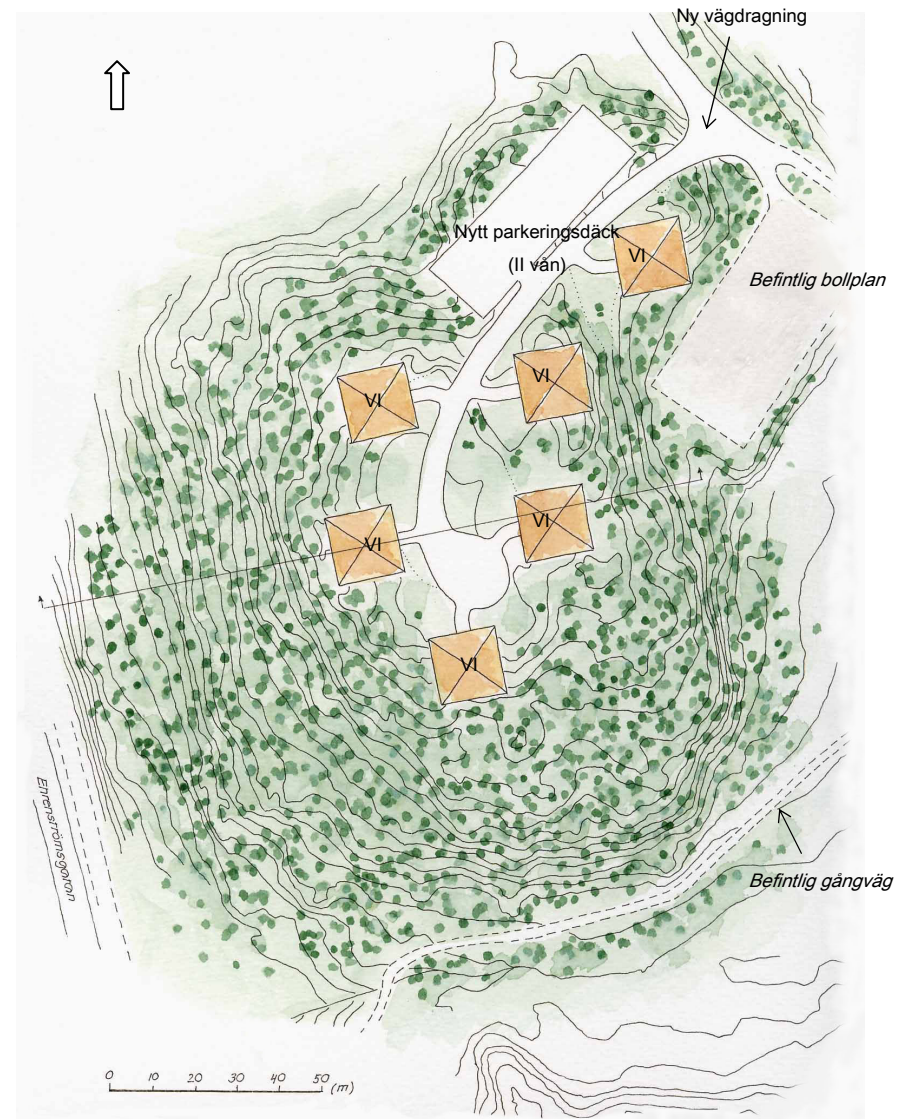 Ny vägdragning
Nytt parkeringsdäck
(II vån)
VI
Befintlig bollplan
VI
VI
VI
VI
VI
Ehrenströmsgatan
Befintlig gångväg
0 10 20 30 40 50 (m)